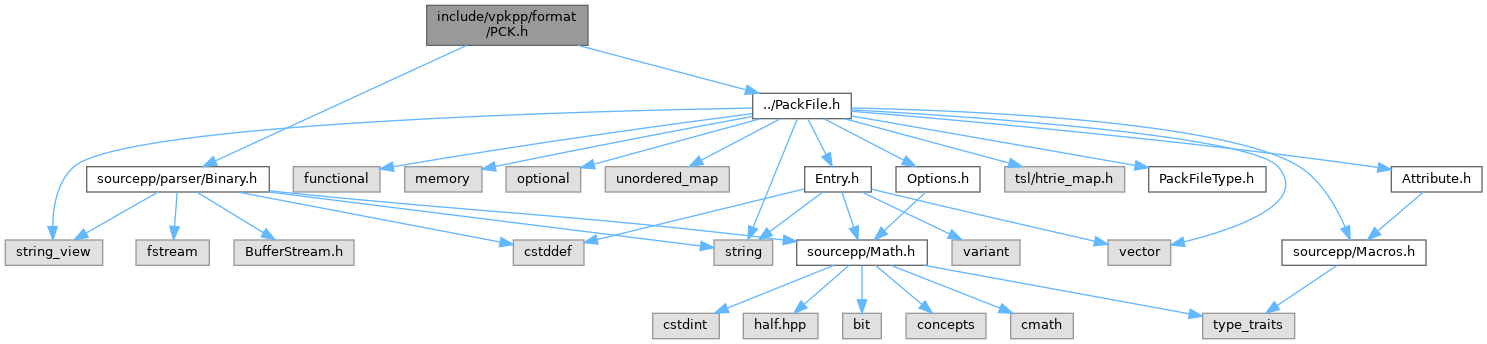 include/vpkpp/format
/PCK.h
../PackFile.h
sourcepp/parser/Binary.h
functional
memory
optional
unordered_map
Entry.h
Options.h
tsl/htrie_map.h
PackFileType.h
Attribute.h
string_view
fstream
BufferStream.h
cstddef
string
sourcepp/Math.h
variant
vector
sourcepp/Macros.h
cstdint
half.hpp
bit
concepts
cmath
type_traits